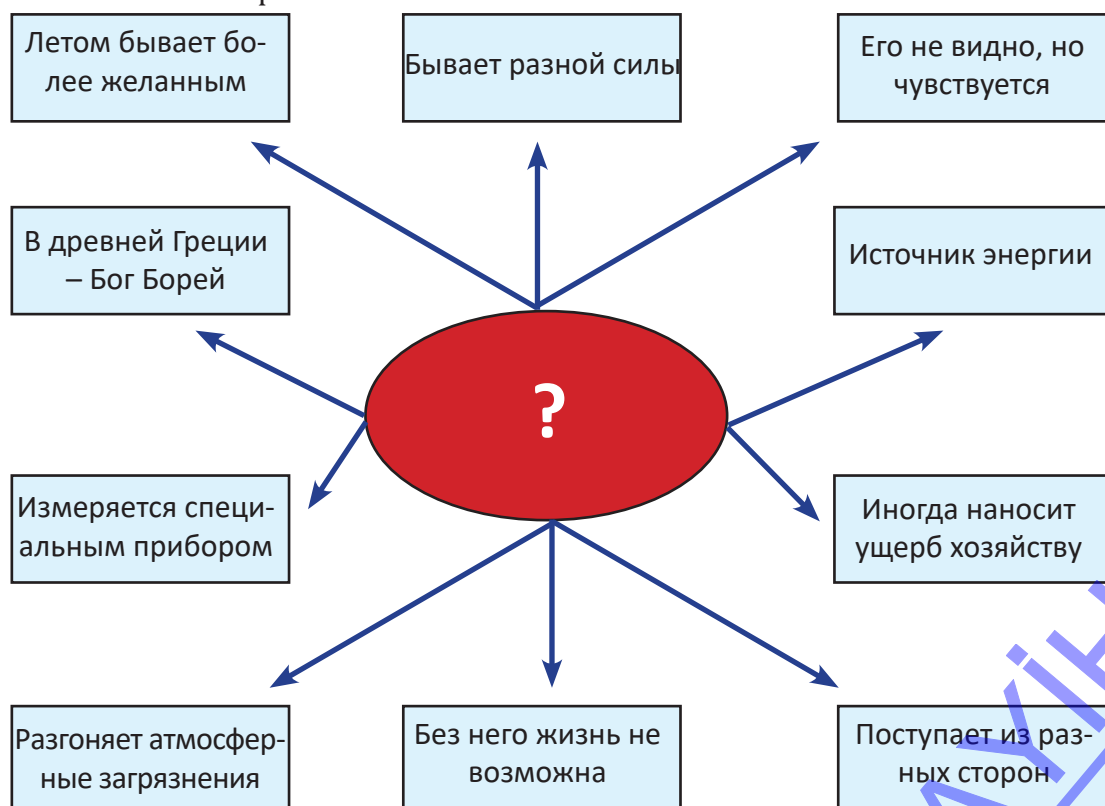 Летом бывает бо-
лее желанным
Бывает разной силы
Его не видно, но
чувствуется
В древней Греции
– Бог Борей
Источник энергии
?
Измеряется специ-
альным прибором
Иногда наносит
ущерб хозяйству
Разгоняет атмосфер-
ные загрязнения
Без него жизнь не
возможна
Поступает из раз-
ных сторон